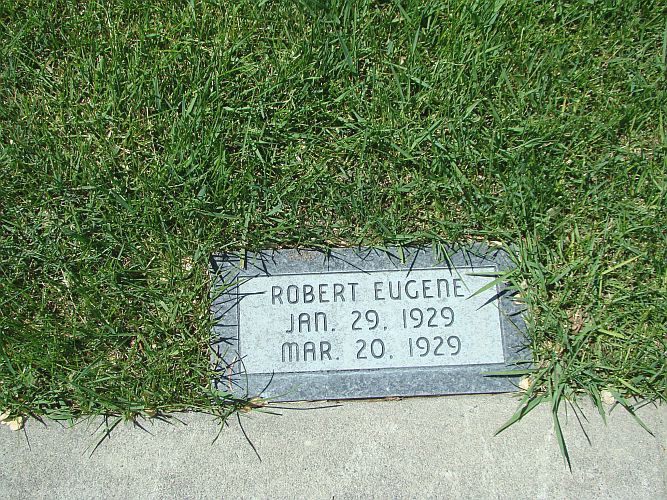 ROBERT EUGENE
JAN. 29, 1929
MAR. 20, 1929